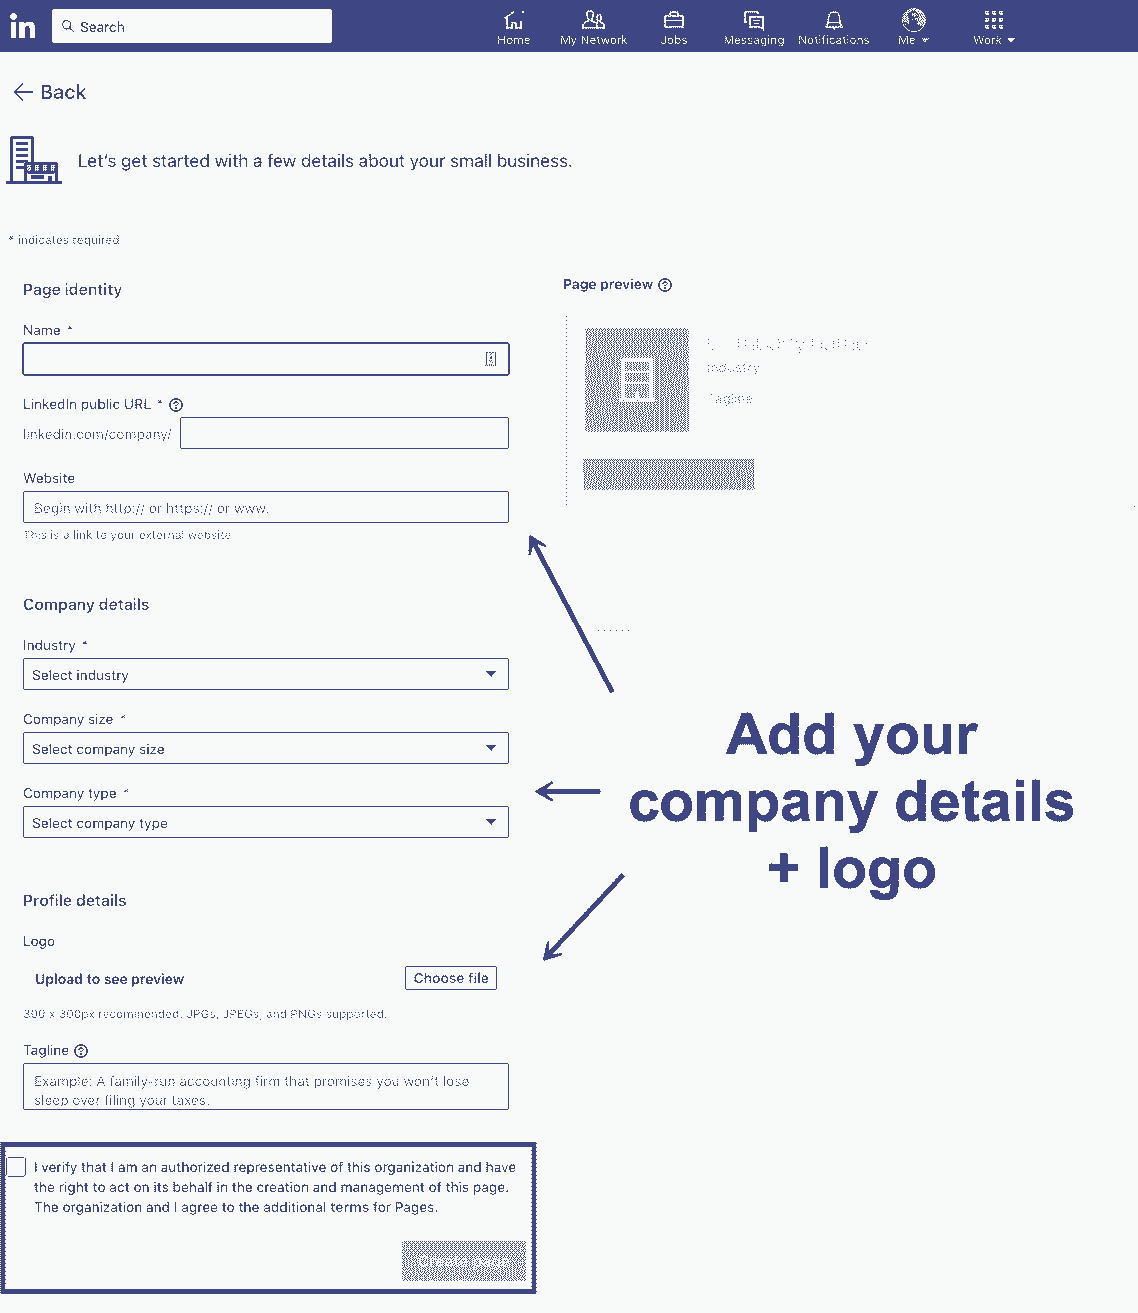 in Search
Home My Network Jobs Messaging Notifications Me Work
Back
Let's get started with a few details about your small business.
* indicates required
Page identity
Name *
LinkedIn public URL *
linkedin.com/company/
Website
Begin with http:// or https:// or www.
This is a link to your external website
Company details
Industry *
Select industry
Company size *
Select company size
Company type *
Select company type
Profile details
Logo
Upload to see preview Choose file
300 x 300px recommended. JPGs, JPEGs, and PNGs supported.
Tagline
Example: A family-run accounting firm that promises you won't lose
sleep over filing your taxes.
I verify that I am an authorized representative of this organization and have
the right to act on its behalf in the creation and management of this page.
The organization and I agree to the additional terms for Pages.
Page preview
Industry
Tagline
Add your
company details
+ logo